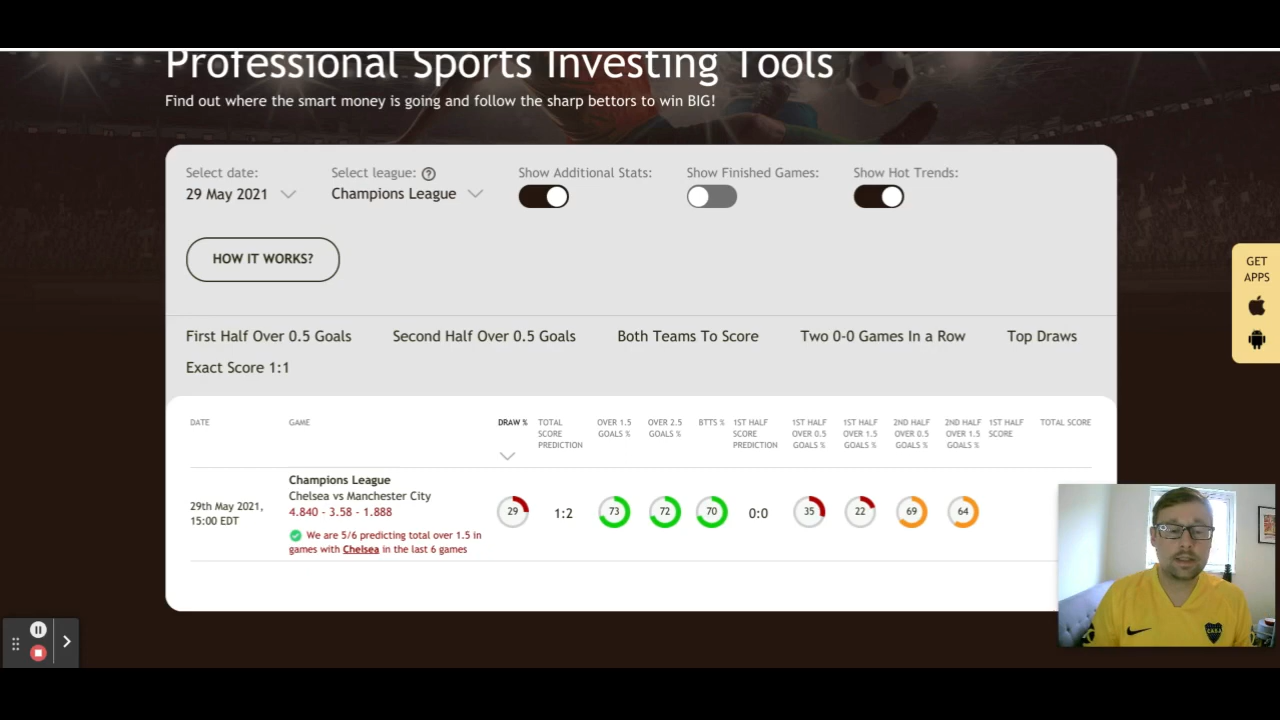 Professional Sports Investing Tools
Find out where the smart money is going and follow the sharp bettors to win BIG!
Select date:
29 May 2021
Select league: ?
Champions League
Show Additional Stats:
Show Finished Games:
Show Hot Trends:
HOW IT WORKS?
GET
APPS
First Half Over 0.5 Goals
Second Half Over 0.5 Goals
Both Teams To Score
Two 0-0 Games In a Row
Top Draws
Exact Score 1:1
DATE
GAME
DRAW %
TOTAL
SCORE
PREDICTION
OVER 1.5
GOALS %
OVER 2.5
GOALS %
BTTS %
1ST HALF
SCORE
PREDICTION
1ST HALF
OVER 0.5
GOALS %
1ST HALF
OVER 1.5
GOALS %
2ND HALF
OVER 0.5
GOALS %
2ND HALF
OVER 1.5
GOALS %
1ST HALF
SCORE
TOTAL SCORE
29th May 2021,
15:00 EDT
Champions League
Chelsea vs Manchester City
4.840 - 3.58 - 1.888
We are 5/6 predicting total over 1.5 in
games with Chelsea in the last 6 games
29
1:2
73
72
70
0:0
35
22
69
64
CABJ